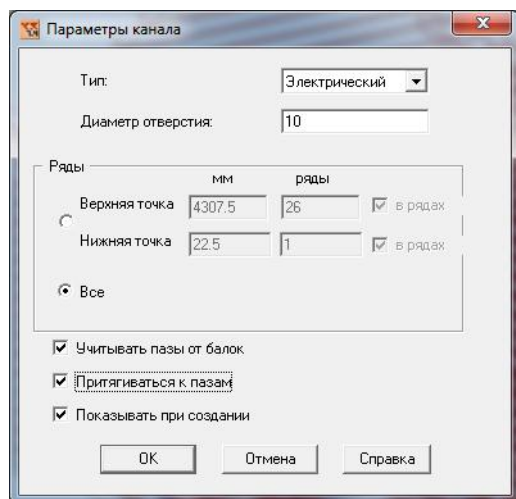 Параметры канала
Тип: Электрический
Диаметр отверстия: 10
Ряды
мм ряды
Верхняя точка 4307.5 26 в рядах
Нижняя точка 22.5 1 в рядах
Все
Учитывать пазы от балок
Притягиваться к пазам
Показывать при создании
OK Отмена Справка